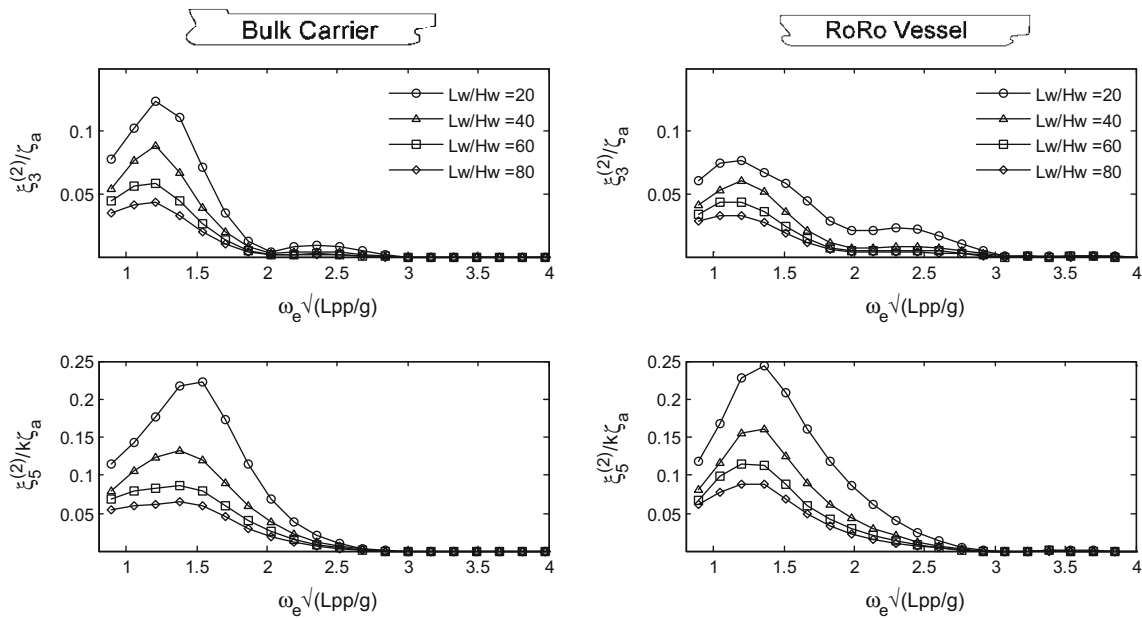 Bulk Carrier
RoRo Vessel
Lw/Hw =20
Lw/Hw =40
Lw/Hw =60
Lw/Hw =80
0.1
0.05
ξ₃⁽²⁾/ζₐ
1 1.5 2 2.5 3 3.5 4
ωₑ√(Lpp/g)
Lw/Hw =20
Lw/Hw =40
Lw/Hw =60
Lw/Hw =80
0.1
0.05
ξ₃⁽²⁾/ζₐ
1 1.5 2 2.5 3 3.5 4
ωₑ√(Lpp/g)
0.25
0.2
0.15
0.1
0.05
ξ₅⁽²⁾/kζₐ
1 1.5 2 2.5 3 3.5 4
ωₑ√(Lpp/g)
0.25
0.2
0.15
0.1
0.05
ξ₅⁽²⁾/kζₐ
1 1.5 2 2.5 3 3.5 4
ωₑ√(Lpp/g)